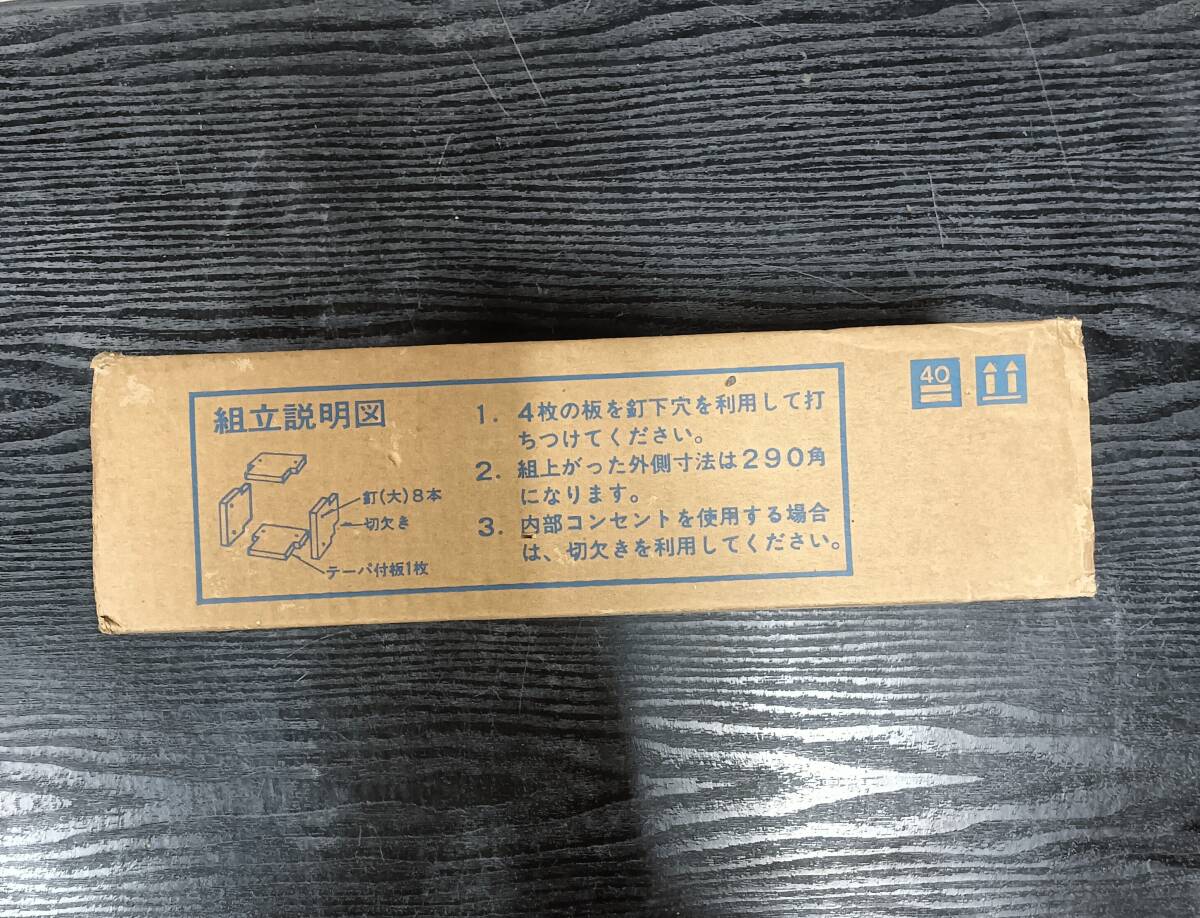 組立説明図
釘(大)8本
切欠き
テーパ付板1枚
1. 4枚の板を釘下穴を利用して打
ちつけてください。
2. 組上がった外側寸法は290角
になります。
3. 内部コンセントを使用する場合
は、切欠きを利用してください。
40